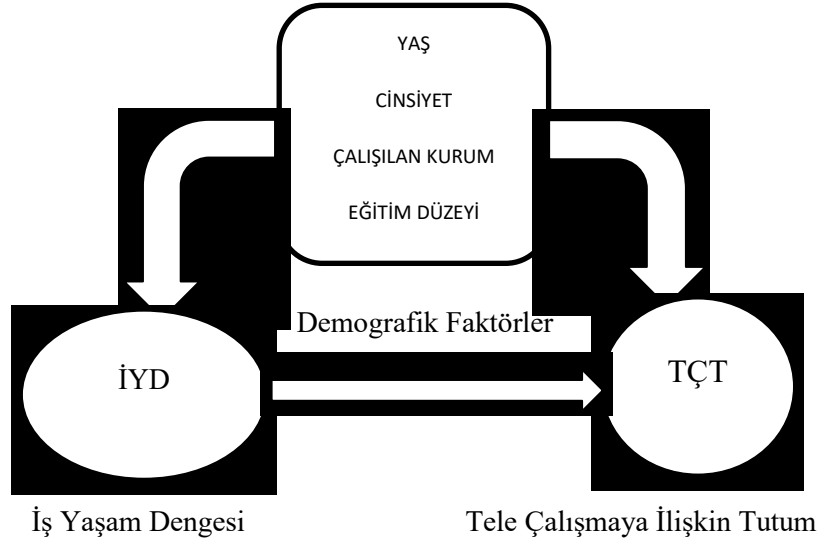 YAŞ
CİNSİYET
ÇALIŞILAN KURUM
EĞİTİM DÜZEYİ
Demografik Faktörler
İYD
TÇT
İş Yaşam Dengesi
Tele Çalışmaya İlişkin Tutum